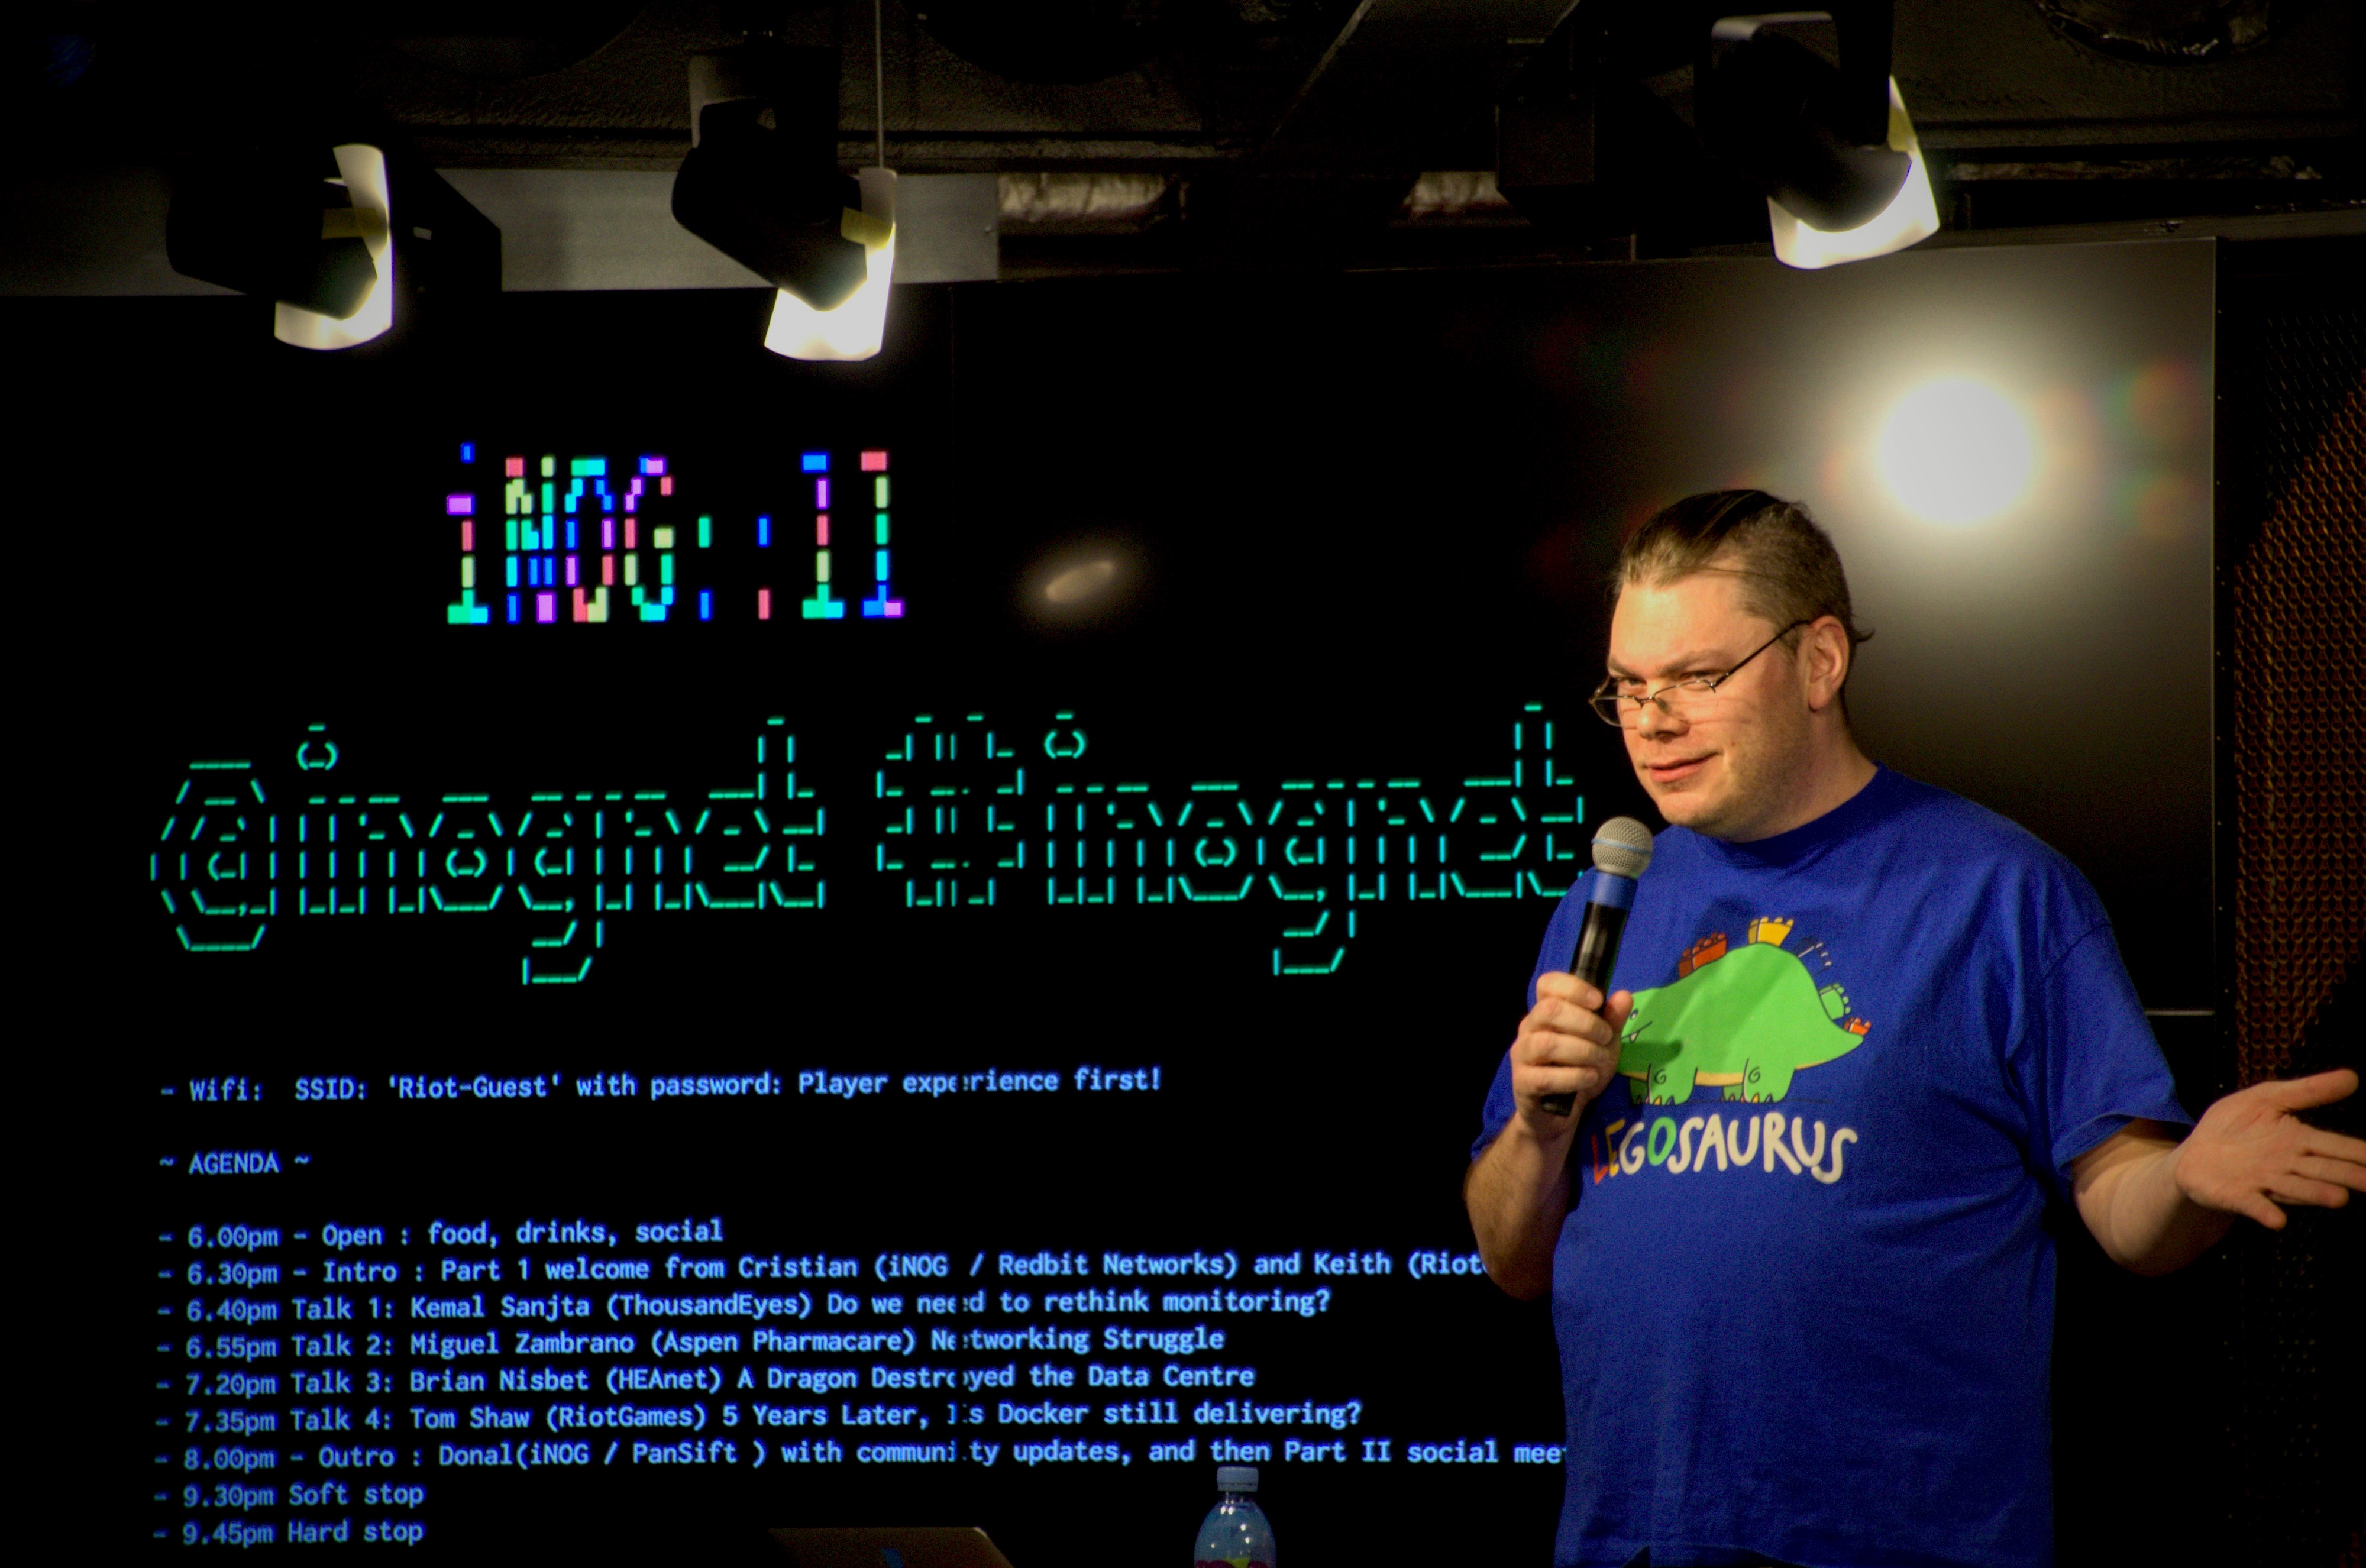 iNOG::11
@inognet #inognet
- Wifi:  SSID: 'Riot-Guest' with password: Player experience first!
~ AGENDA ~
- 6.00pm - Open : food, drinks, social
- 6.30pm - Intro : Part 1 welcome from Cristian (iNOG / Redbit Networks) and Keith (Riot
- 6.40pm Talk 1: Kemal Sanjta (ThousandEyes) Do we need to rethink monitoring?
- 6.55pm Talk 2: Miguel Zambrano (Aspen Pharmacare) Networking Struggle
- 7.20pm Talk 3: Brian Nisbet (HEAnet) A Dragon Destroyed the Data Centre
- 7.35pm Talk 4: Tom Shaw (RiotGames) 5 Years Later, Is Docker still delivering?
- 8.00pm - Outro : Donal(iNOG / PanSift ) with community updates, and then Part II social
- 9.30pm Soft stop
- 9.45pm Hard stop
LEGOSAURUS